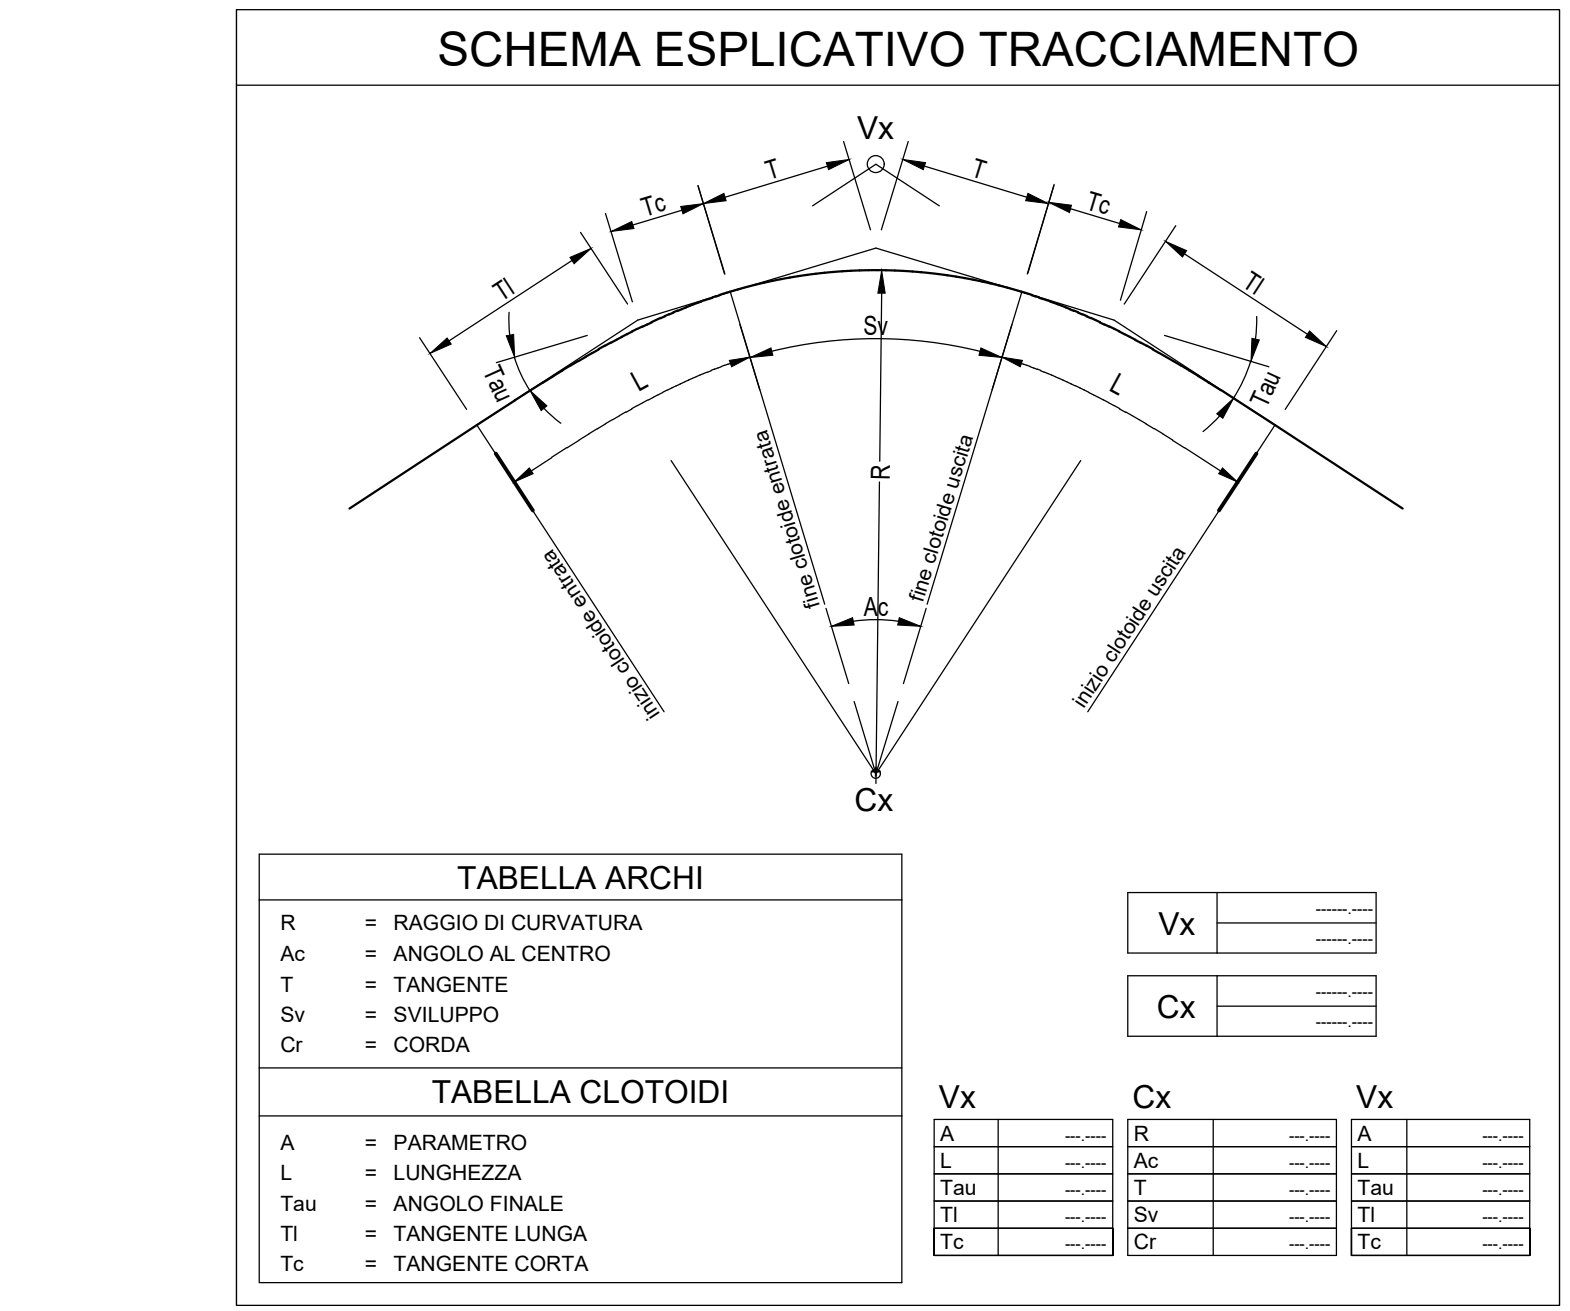 SCHEMA ESPLICATIVO TRACCIAMENTO
Vx
T
T
Tc
Tc
Tl
Tl
Sv
L
L
Tau
Tau
R
fine clotoide entrata
fine clotoide uscita
inizio clotoide entrata
inizio clotoide uscita
Ac
Cx
TABELLA ARCHI
R = RAGGIO DI CURVATURA
Ac = ANGOLO AL CENTRO
T = TANGENTE
Sv = SVILUPPO
Cr = CORDA
TABELLA CLOTOIDI
A = PARAMETRO
L = LUNGHEZZA
Tau = ANGOLO FINALE
Tl = TANGENTE LUNGA
Tc = TANGENTE CORTA
Vx ------.----
------.----
Cx ------.----
------.----
Vx
A ---.----
L ---.----
Tau ---.----
Tl ---.----
Tc ---.----
Cx
R ---.----
Ac ---.----
T ---.----
Sv ---.----
Cr ---.----
Vx
A ---.----
L ---.----
Tau ---.----
Tl ---.----
Tc ---.----